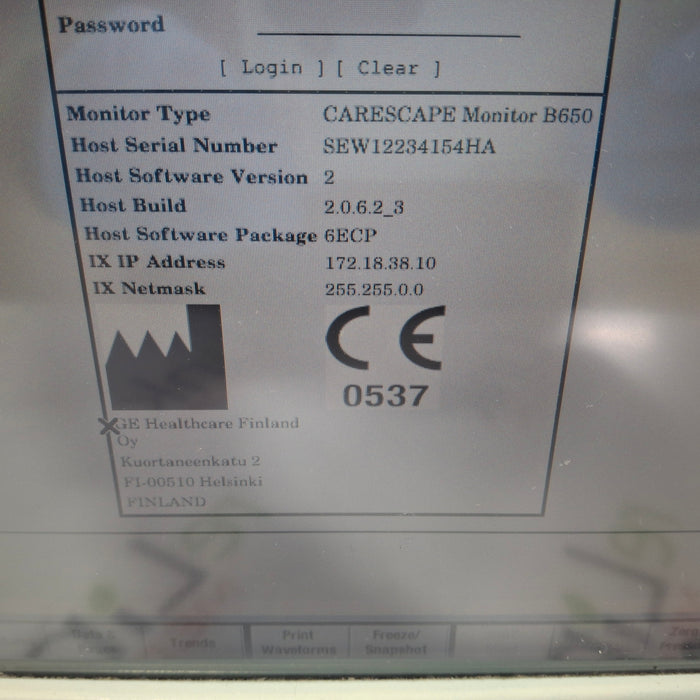 Password
[ Login ] [ Clear ]
Monitor Type CARESCAPE Monitor B650
Host Serial Number SEW12234154HA
Host Software Version 2
Host Build 2.0.6.2_3
Host Software Package 6ECP
IX IP Address 172.18.38.10
IX Netmask 255.255.0.0
CE
0537
GE Healthcare Finland
Oy
Kuortaneenkatu 2
FI-00510 Helsinki
FINLAND
Data &
Trends
Print
Waveforms
Freeze/
Snapshot
Zero